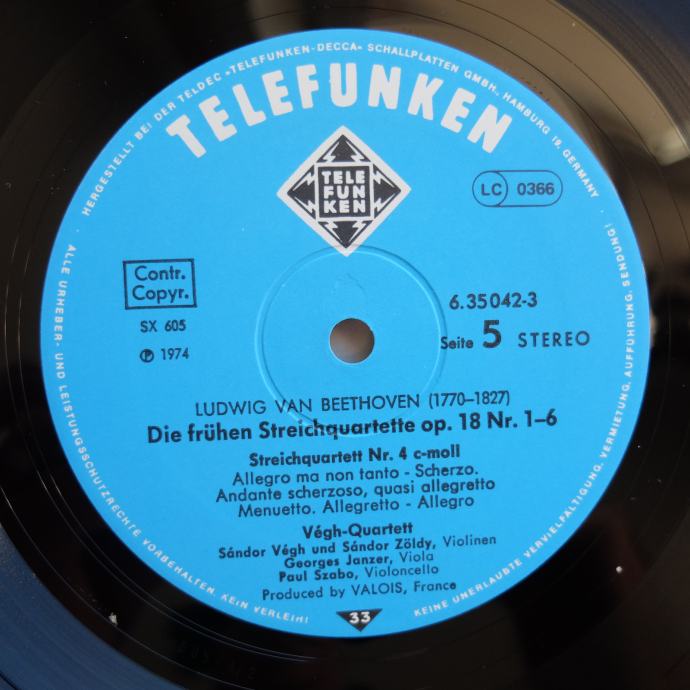 HERGESTELLT BEI DER TELDEC »TELEFUNKEN-DECCA« SCHALLPLATTEN GMBH., HAMBURG 19, GERMANY
TELEFUNKEN
TELE
FUN
KEN
LC 0366
Contr.
Copyr.
SX 605
℗ 1974
6.35042-3
Seite 5 STEREO
LUDWIG VAN BEETHOVEN (1770–1827)
Die frühen Streichquartette op. 18 Nr. 1–6
Streichquartett Nr. 4 c-moll
Allegro ma non tanto - Scherzo.
Andante scherzoso, quasi allegretto
Menuetto. Allegretto - Allegro
Végh-Quartett
Sándor Végh und Sándor Zöldy, Violinen
Georges Janzer, Viola
Paul Szabo, Violoncello
Produced by VALOIS, France
33
ALLE URHEBER- UND LEISTUNGSSCHUTZRECHTE VORBEHALTEN. KEIN VERLEIH!
KEINE UNERLAUBTE VERVIELFÄLTIGUNG, VERMIETUNG, AUFFÜHRUNG, SENDUNG!